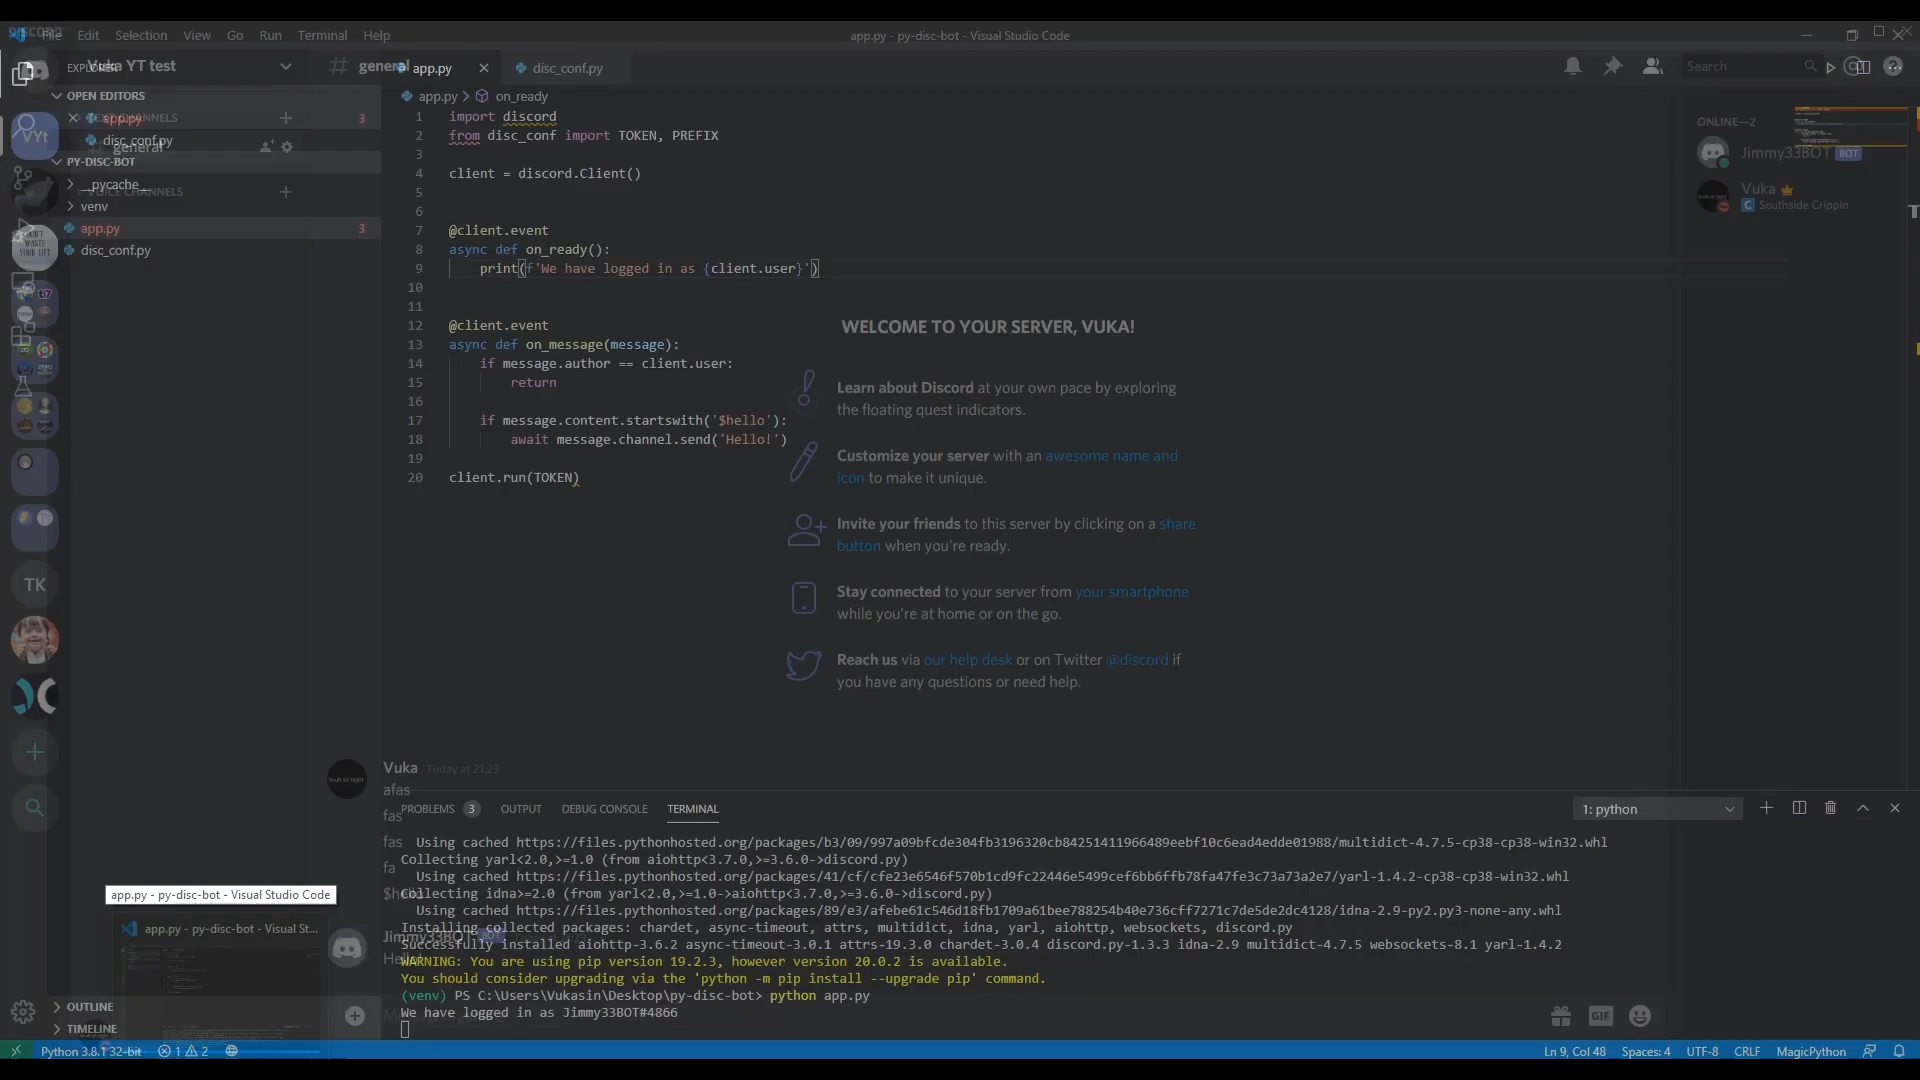 File Edit Selection View Go Run Terminal Help
app.py - py-disc-bot - Visual Studio Code
EXPLORER
Vuka YT test
general
app.py
disc_conf.py
Search
OPEN EDITORS
app.py > on_ready
TEXT CHANNELS
app.py 3
disc_conf.py
general
PY-DISC-BOT
__pycache__
VOICE CHANNELS
venv
app.py 3
disc_conf.py
VYt
TK
1 import discord
2 from disc_conf import TOKEN, PREFIX
3
4 client = discord.Client()
5
6
7 @client.event
8 async def on_ready():
9 print(f'We have logged in as {client.user}')
10
11
12 @client.event
13 async def on_message(message):
14 if message.author == client.user:
15 return
16
17 if message.content.startswith('$hello'):
18 await message.channel.send('Hello!')
19
20 client.run(TOKEN)
ONLINE—2
Jimmy33BOT BOT
Vuka
Southside Crippin
WELCOME TO YOUR SERVER, VUKA!
Learn about Discord at your own pace by exploring
the floating quest indicators.
Customize your server with an awesome name and
icon to make it unique.
Invite your friends to this server by clicking on a share
button when you're ready.
Stay connected to your server from your smartphone
while you're at home or on the go.
Reach us via our help desk or on Twitter @discord if
you have any questions or need help.
Vuka Today at 21:23
afas
fas
fas
fa
$hello
Jimmy33BOT BOT
PROBLEMS 3 OUTPUT DEBUG CONSOLE TERMINAL
1: python
Using cached https://files.pythonhosted.org/packages/b3/09/997a09bfcde304fb3196320cb84251411966489eebf10c6ead4edde01988/multidict-4.7.5-cp38-cp38-win32.whl
Collecting yarl<2.0,>=1.0 (from aiohttp<3.7.0,>=3.6.0->discord.py)
Using cached https://files.pythonhosted.org/packages/41/cf/cfe23e6546f570b1cd9fc22446e5499cef6bb6ffb78fa47fe3c73a73a2e7/yarl-1.4.2-cp38-cp38-win32.whl
Collecting idna>=2.0 (from yarl<2.0,>=1.0->aiohttp<3.7.0,>=3.6.0->discord.py)
Using cached https://files.pythonhosted.org/packages/89/e3/afebe61c546d18fb1709a61bee788254b40e736cff7271c7de5de2dc4128/idna-2.9-py2.py3-none-any.whl
Installing collected packages: chardet, async-timeout, attrs, multidict, idna, yarl, aiohttp, websockets, discord.py
Successfully installed aiohttp-3.6.2 async-timeout-3.0.1 attrs-19.3.0 chardet-3.0.4 discord.py-1.3.3 idna-2.9 multidict-4.7.5 websockets-8.1 yarl-1.4.2
WARNING: You are using pip version 19.2.3, however version 20.0.2 is available.
You should consider upgrading via the 'python -m pip install --upgrade pip' command.
(venv) PS C:\Users\Vukasin\Desktop\py-disc-bot> python app.py
We have logged in as Jimmy33BOT#4866
app.py - py-disc-bot - Visual Studio Code
app.py - py-disc-bot - Visual St...
OUTLINE
TIMELINE
GIF
Python 3.8.1 32-bit 1 2
Ln 9, Col 48 Spaces: 4 UTF-8 CRLF MagicPython